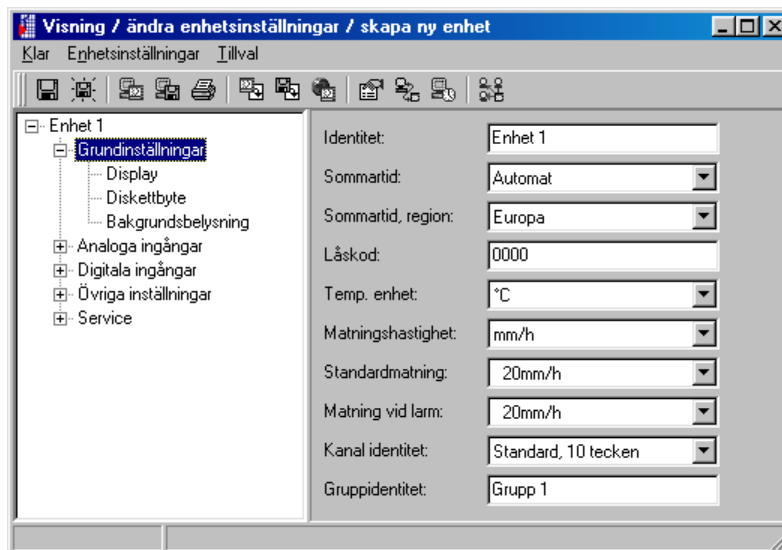 Visning / ändra enhetsinställningar / skapa ny enhet
Klar Enhetsinställningar Tillval
Enhet 1
Grundinställningar
Display
Diskettbyte
Bakgrundsbelysning
Analoga ingångar
Digitala ingångar
Övriga inställningar
Service
Identitet: Enhet 1
Sommartid: Automat
Sommartid, region: Europa
Låskod: 0000
Temp. enhet: °C
Matningshastighet: mm/h
Standardmatning: 20mm/h
Matning vid larm: 20mm/h
Kanal identitet: Standard, 10 tecken
Gruppidentitet: Grupp 1